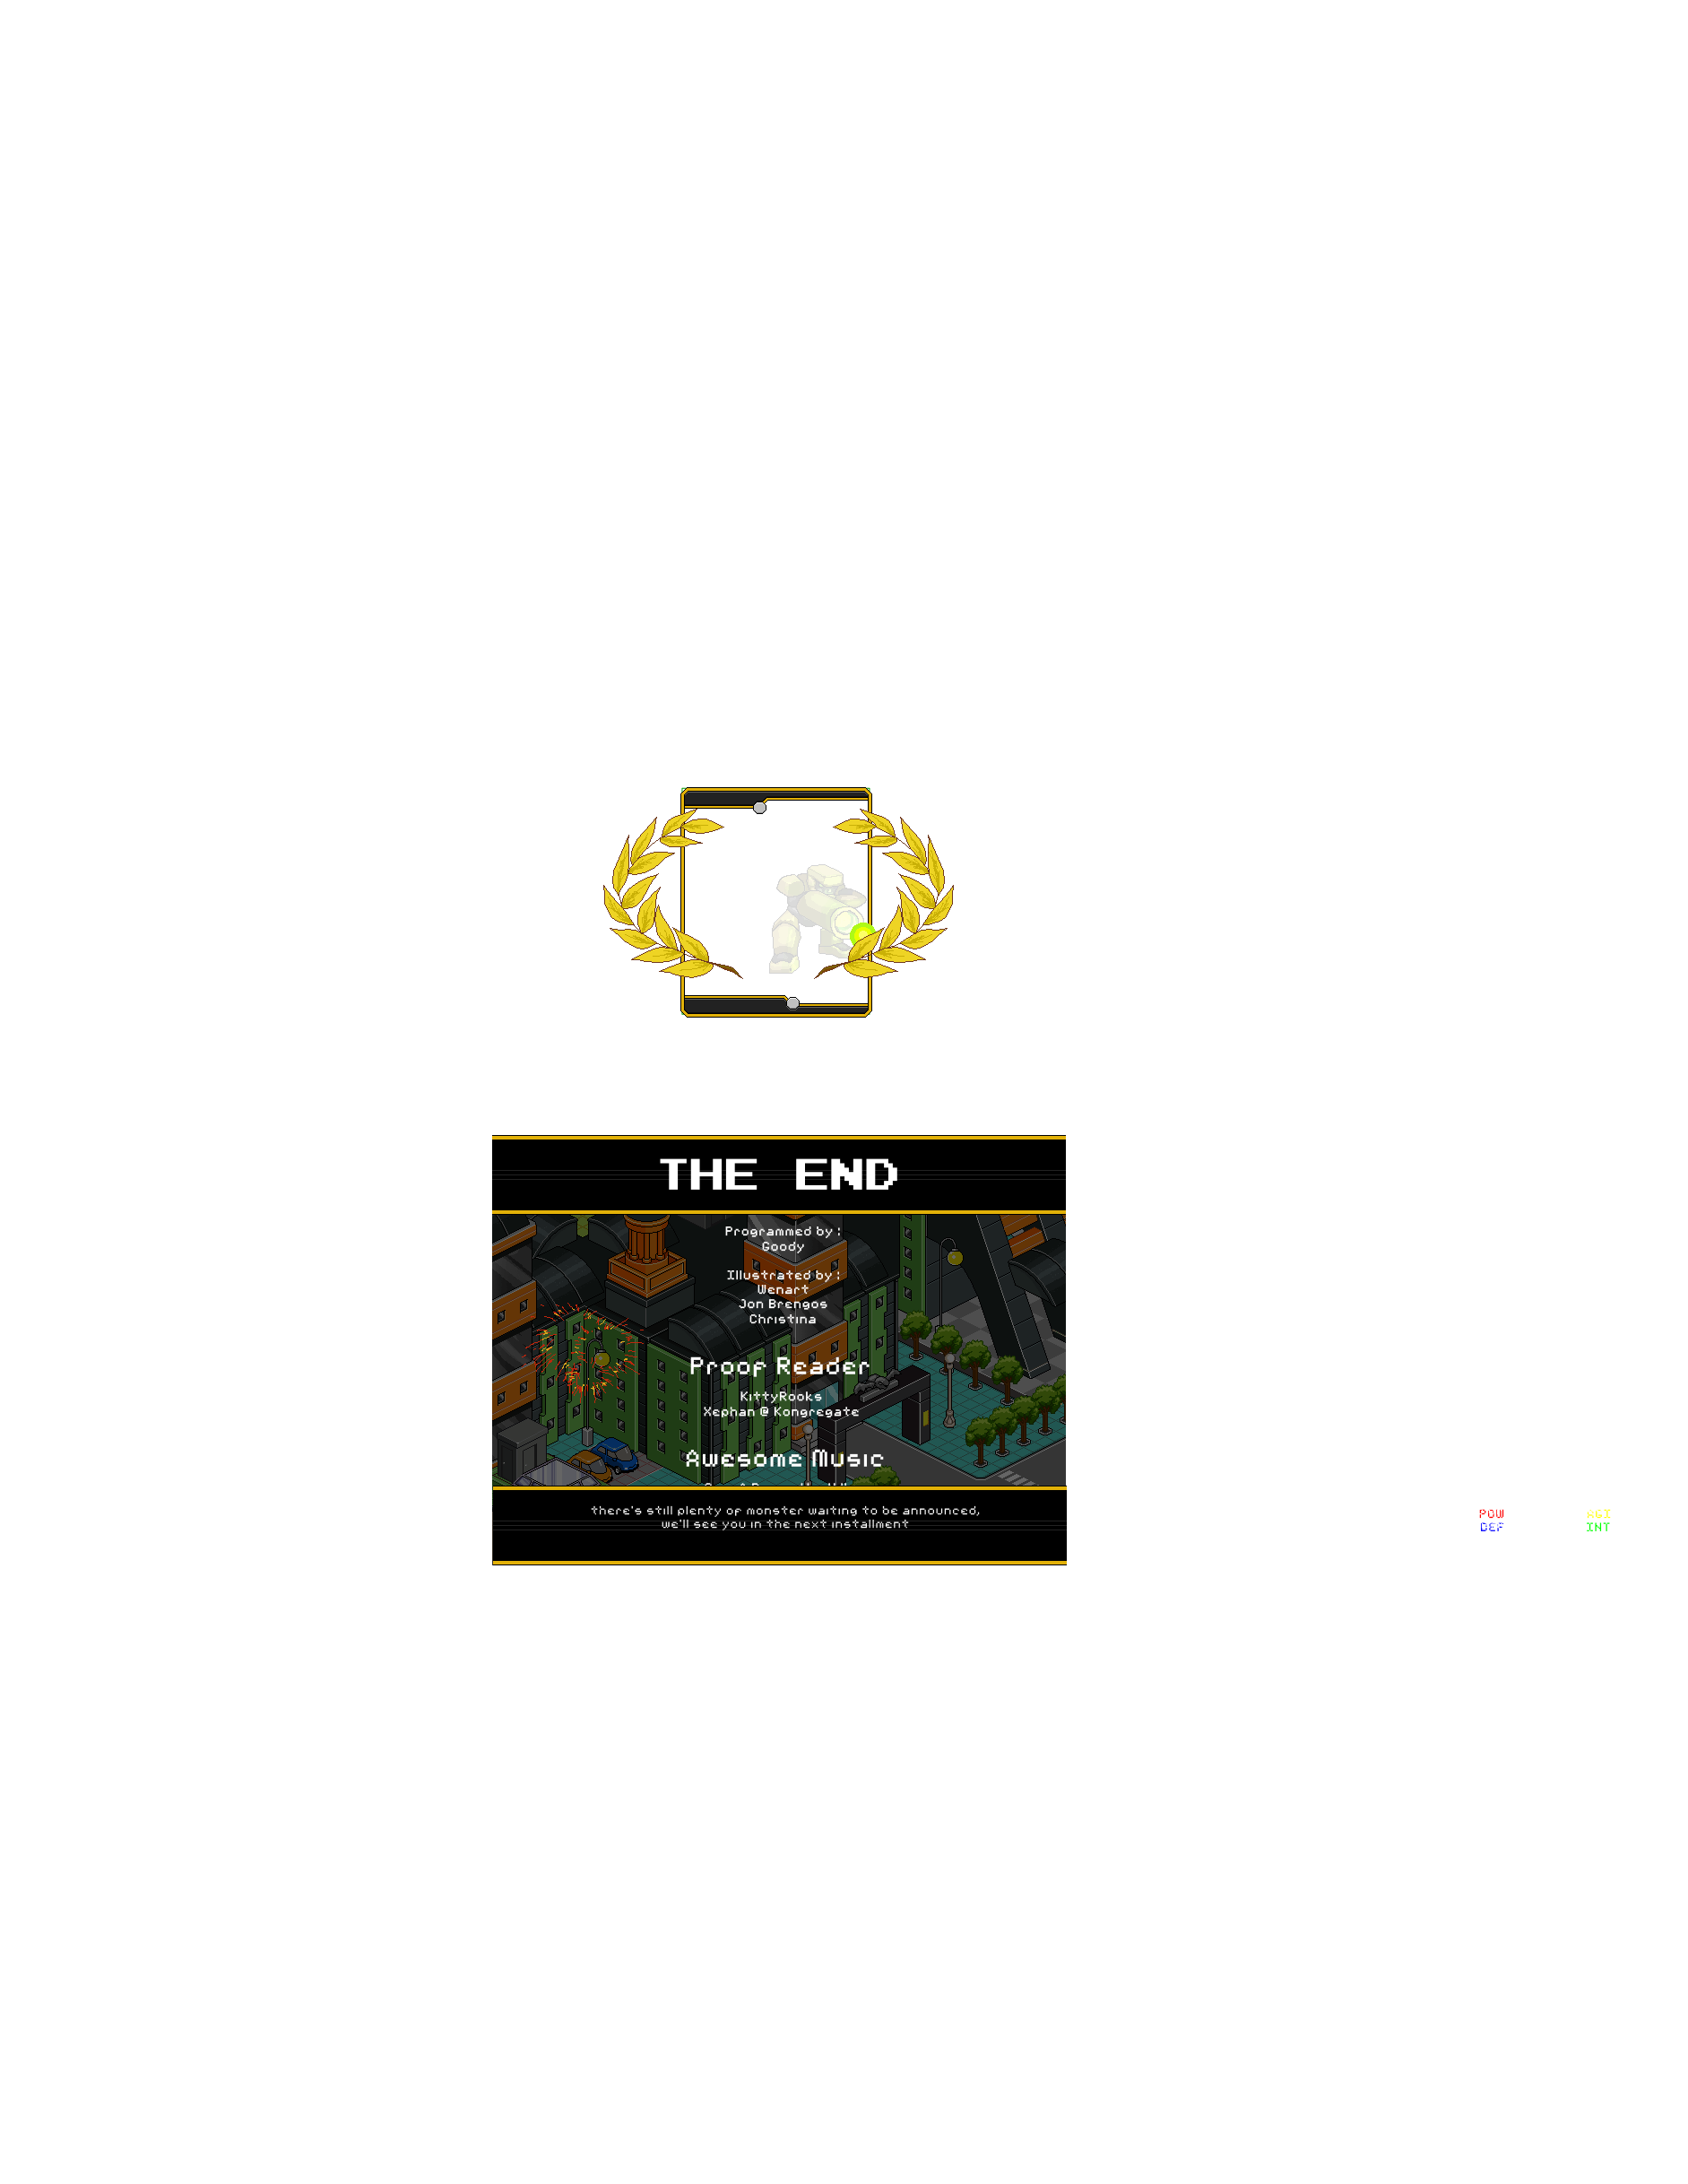 THE END
Programmed by :
Goody
Illustrated by :
Wenart
Jon Brengos
Christina
Proof Reader
KittyRooks
Xephan @ Kongregate
Awesome Music
there's still plenty of monster waiting to be announced,
we'll see you in the next installment
POW AGI
DEF INT